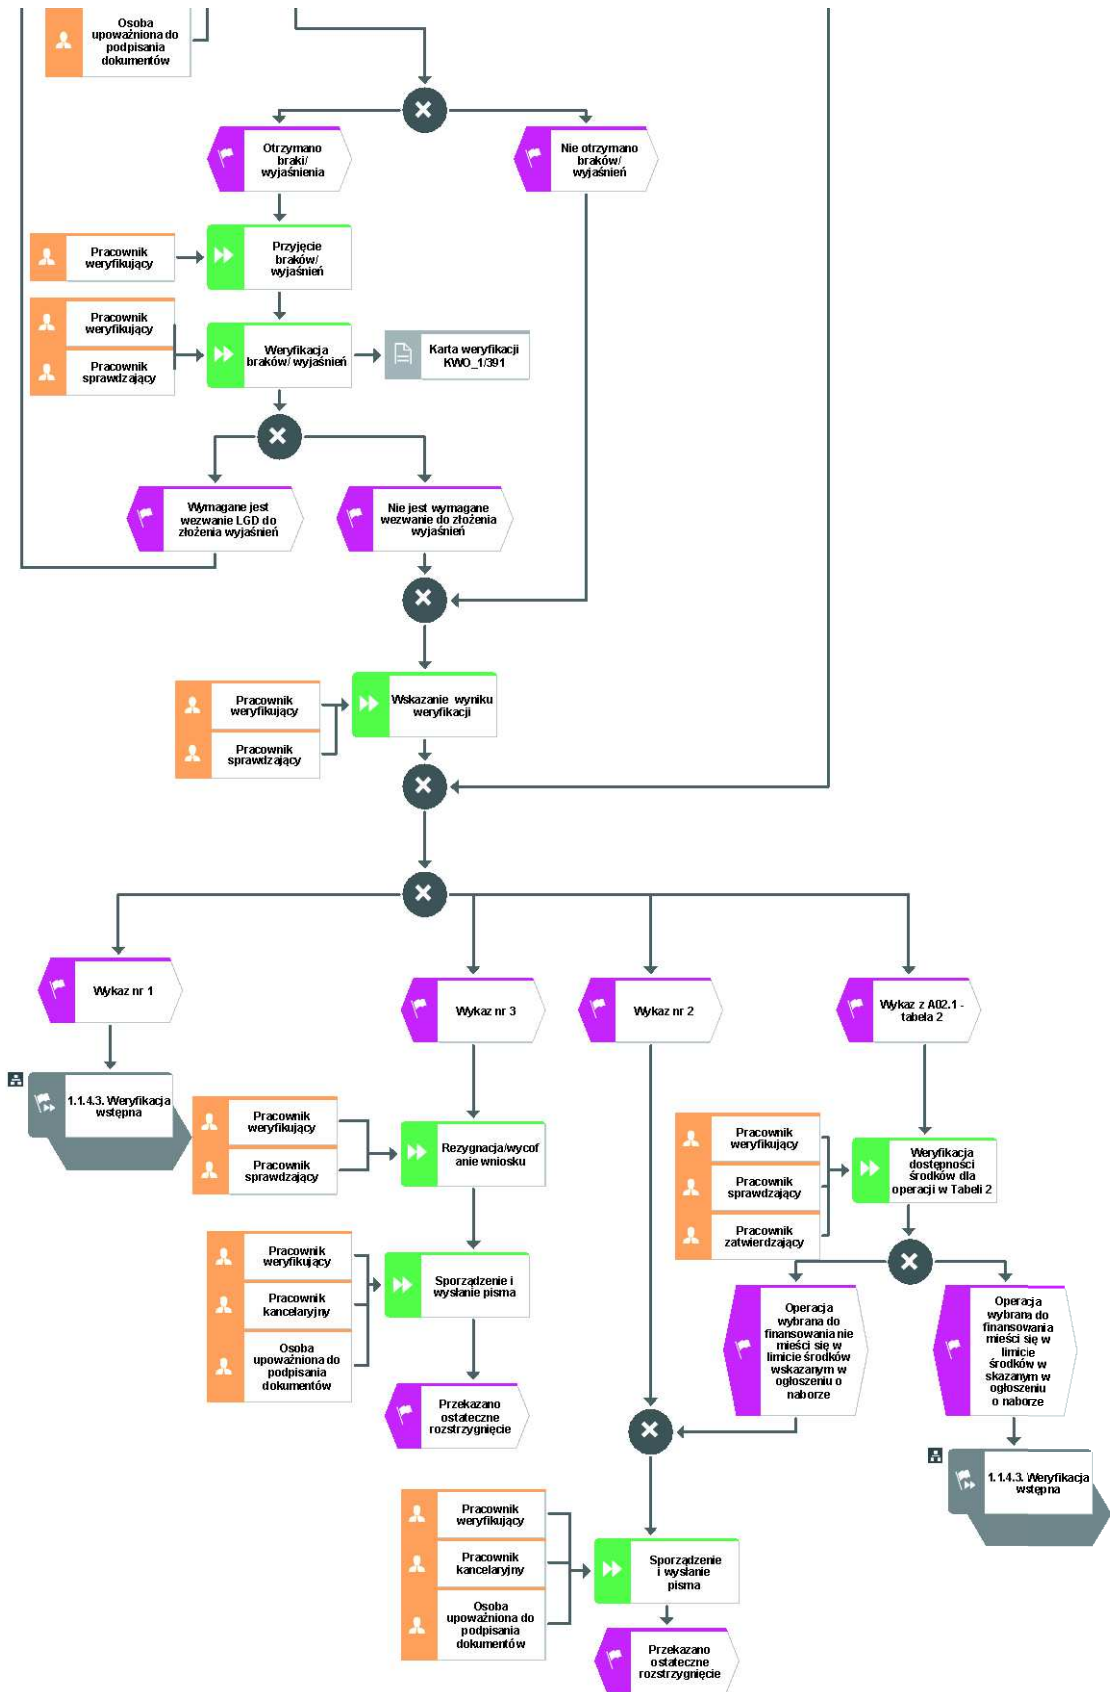 Osoba
upoważniona do
podpisania
dokumentów
Otrzymano
braki/
wyjaśnienia
Nie otrzymano
braków/
wyjaśnień
Pracownik
weryfikujący
Przyjęcie
braków/
wyjaśnień
Pracownik
weryfikujący
Pracownik
sprawdzający
Weryfikacja
braków/ wyjaśnień
Karta weryfikacji
KWO_1/391
Wymagane jest
wezwanie LGD do
złożenia wyjaśnień
Nie jest wymagane
wezwanie do złożenia
wyjaśnień
Pracownik
weryfikujący
Pracownik
sprawdzający
Wskazanie wyniku
weryfikacji
Wykaz nr 1
Wykaz nr 3
Wykaz nr 2
Wykaz z A02.1 -
tabela 2
1.1.4.3. Weryfikacja
wstępna
Pracownik
weryfikujący
Pracownik
sprawdzający
Rezygnacja/wycof
anie wniosku
Pracownik
weryfikujący
Pracownik
sprawdzający
Pracownik
zatwierdzający
Weryfikacja
dostępności
środków dla
operacji w Tabeli 2
Pracownik
weryfikujący
Pracownik
kancelaryjny
Osoba
upoważniona do
podpisania
dokumentów
Sporządzenie i
wysłanie pisma
Operacja
wybrana do
finansowania nie
mieści się w
limicie środków
wskazanym w
ogłoszeniu o
naborze
Operacja
wybrana do
finansowania
mieści się w
limicie
środków w
skazanym w
ogłoszeniu
o naborze
Przekazano
ostateczne
rozstrzygnięcie
1.1.4.3. Weryfikacja
wstępna
Pracownik
weryfikujący
Pracownik
kancelaryjny
Osoba
upoważniona do
podpisania
dokumentów
Sporządzenie
i wysłanie
pisma
Przekazano
ostateczne
rozstrzygnięcie